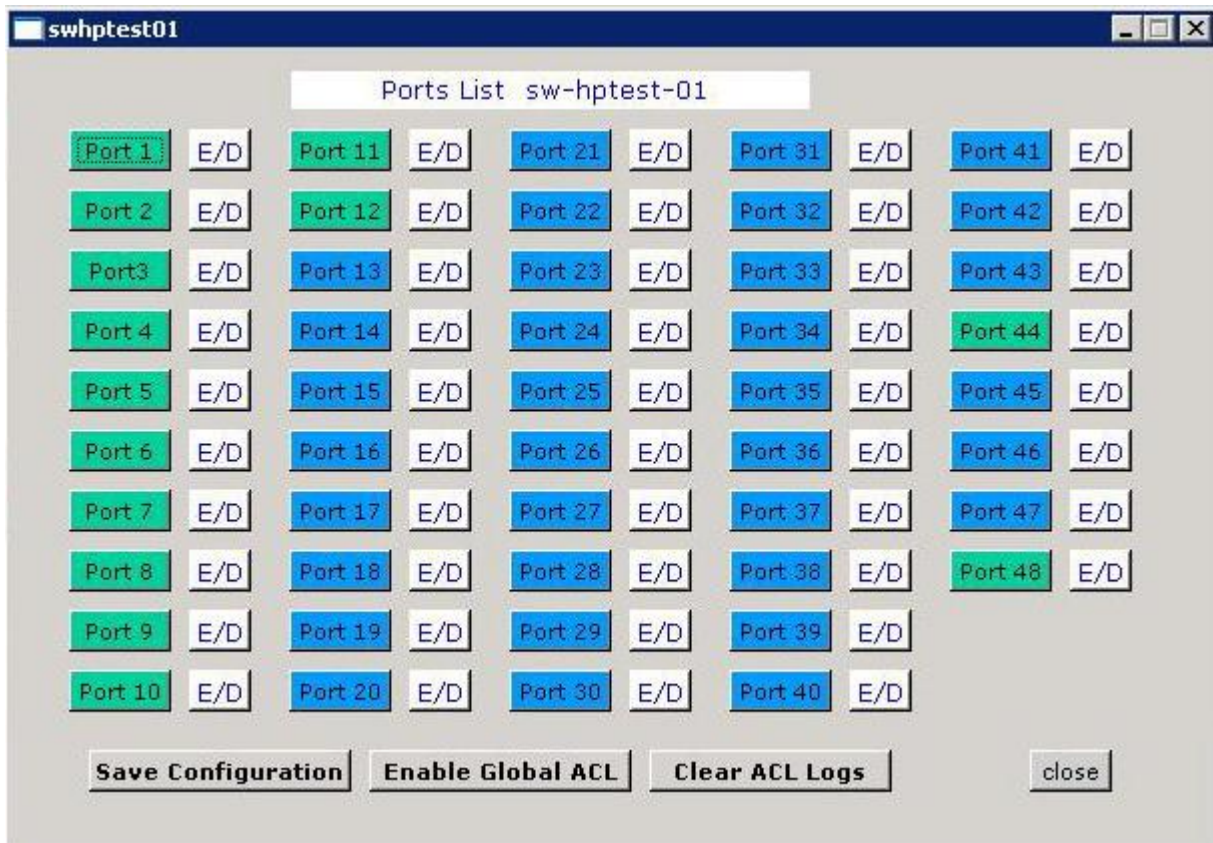 swhptest01
Ports List sw-hptest-01
Port 1 E/D Port 11 E/D Port 21 E/D Port 31 E/D Port 41 E/D
Port 2 E/D Port 12 E/D Port 22 E/D Port 32 E/D Port 42 E/D
Port3 E/D Port 13 E/D Port 23 E/D Port 33 E/D Port 43 E/D
Port 4 E/D Port 14 E/D Port 24 E/D Port 34 E/D Port 44 E/D
Port 5 E/D Port 15 E/D Port 25 E/D Port 35 E/D Port 45 E/D
Port 6 E/D Port 16 E/D Port 26 E/D Port 36 E/D Port 46 E/D
Port 7 E/D Port 17 E/D Port 27 E/D Port 37 E/D Port 47 E/D
Port 8 E/D Port 18 E/D Port 28 E/D Port 38 E/D Port 48 E/D
Port 9 E/D Port 19 E/D Port 29 E/D Port 39 E/D
Port 10 E/D Port 20 E/D Port 30 E/D Port 40 E/D
Save Configuration Enable Global ACL Clear ACL Logs close